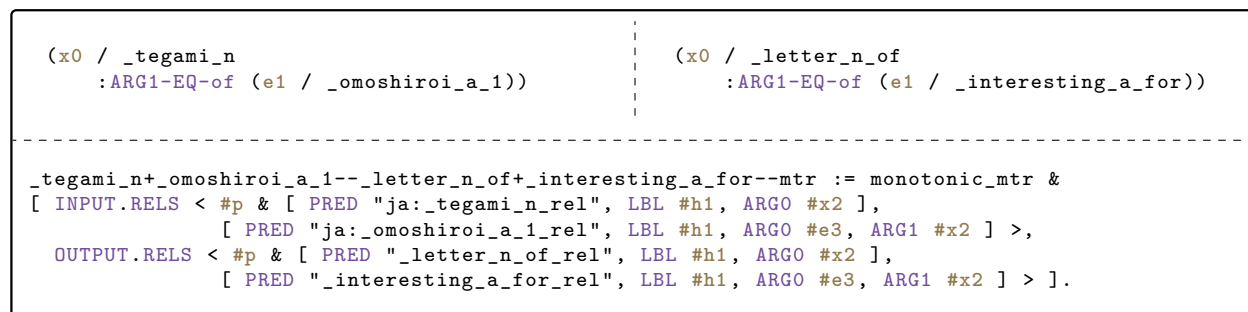 (x0 / _tegami_n
:ARG1-EQ-of (e1 / _omoshiroi_a_1))
(x0 / _letter_n_of
:ARG1-EQ-of (e1 / _interesting_a_for))
_tegami_n+_omoshiroi_a_1--_letter_n_of+_interesting_a_for--mtr := monotonic_mtr &
[ INPUT.RELS < #p & [ PRED "ja:_tegami_n_rel", LBL #h1, ARG0 #x2 ],
[ PRED "ja:_omoshiroi_a_1_rel", LBL #h1, ARG0 #e3, ARG1 #x2 ] >,
OUTPUT.RELS < #p & [ PRED "_letter_n_of_rel", LBL #h1, ARG0 #x2 ],
[ PRED "_interesting_a_for_rel", LBL #h1, ARG0 #e3, ARG1 #x2 ] > ].